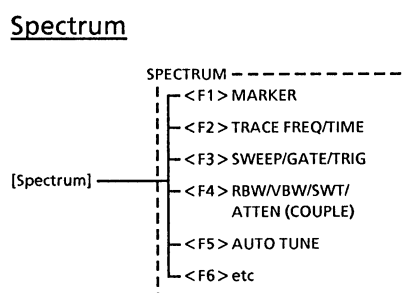 Spectrum
SPECTRUM
<F1> MARKER
<F2> TRACE FREQ/TIME
<F3> SWEEP/GATE/TRIG
[Spectrum]
<F4> RBW/VBW/SWT/
ATTEN (COUPLE)
<F5> AUTO TUNE
<F6> etc